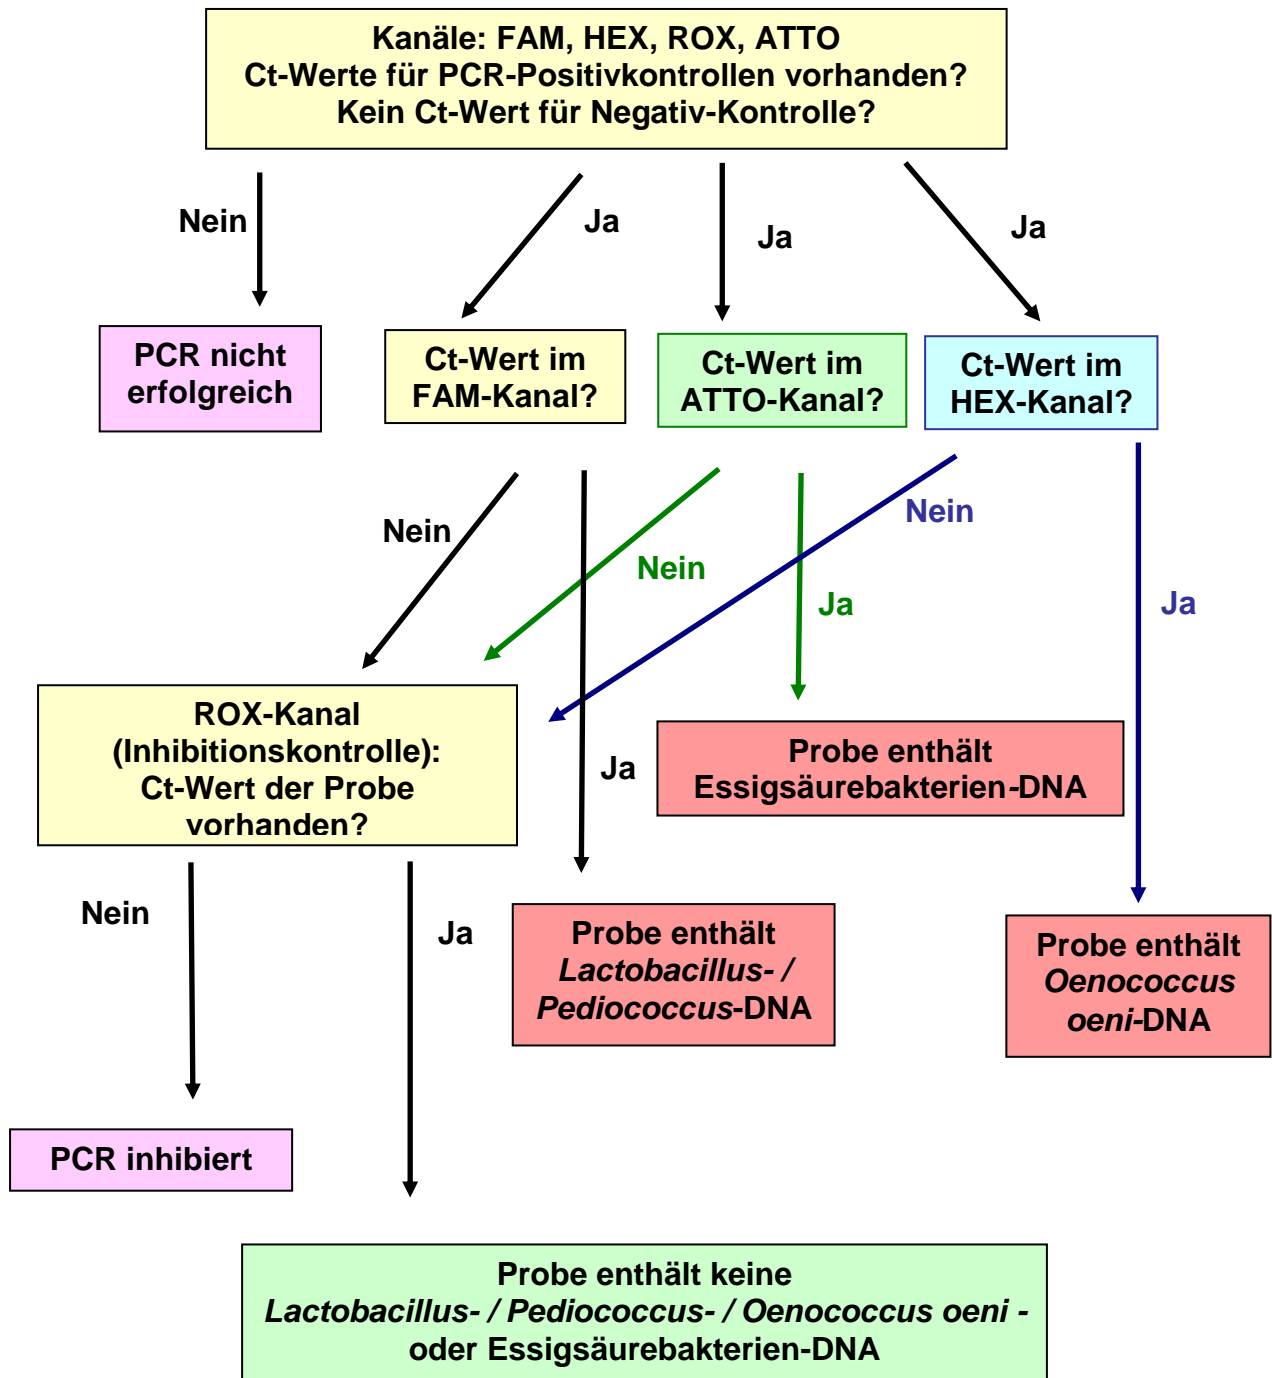 Kanäle: FAM, HEX, ROX, ATTO
Ct-Werte für PCR-Positivkontrollen vorhanden?
Kein Ct-Wert für Negativ-Kontrolle?
Nein
Ja
Ja
Ja
PCR nicht
erfolgreich
Ct-Wert im
FAM-Kanal?
Ct-Wert im
ATTO-Kanal?
Ct-Wert im
HEX-Kanal?
Nein
Nein
Nein
Ja
Ja
Ja
ROX-Kanal
(Inhibitionskontrolle):
Ct-Wert der Probe
vorhanden?
Probe enthält
Essigsäurebakterien-DNA
Nein
Ja
Probe enthält
Lactobacillus- /
Pediococcus-DNA
Probe enthält
Oenococcus
oeni-DNA
PCR inhibiert
Probe enthält keine
Lactobacillus- / Pediococcus- / Oenococcus oeni -
oder Essigsäurebakterien-DNA